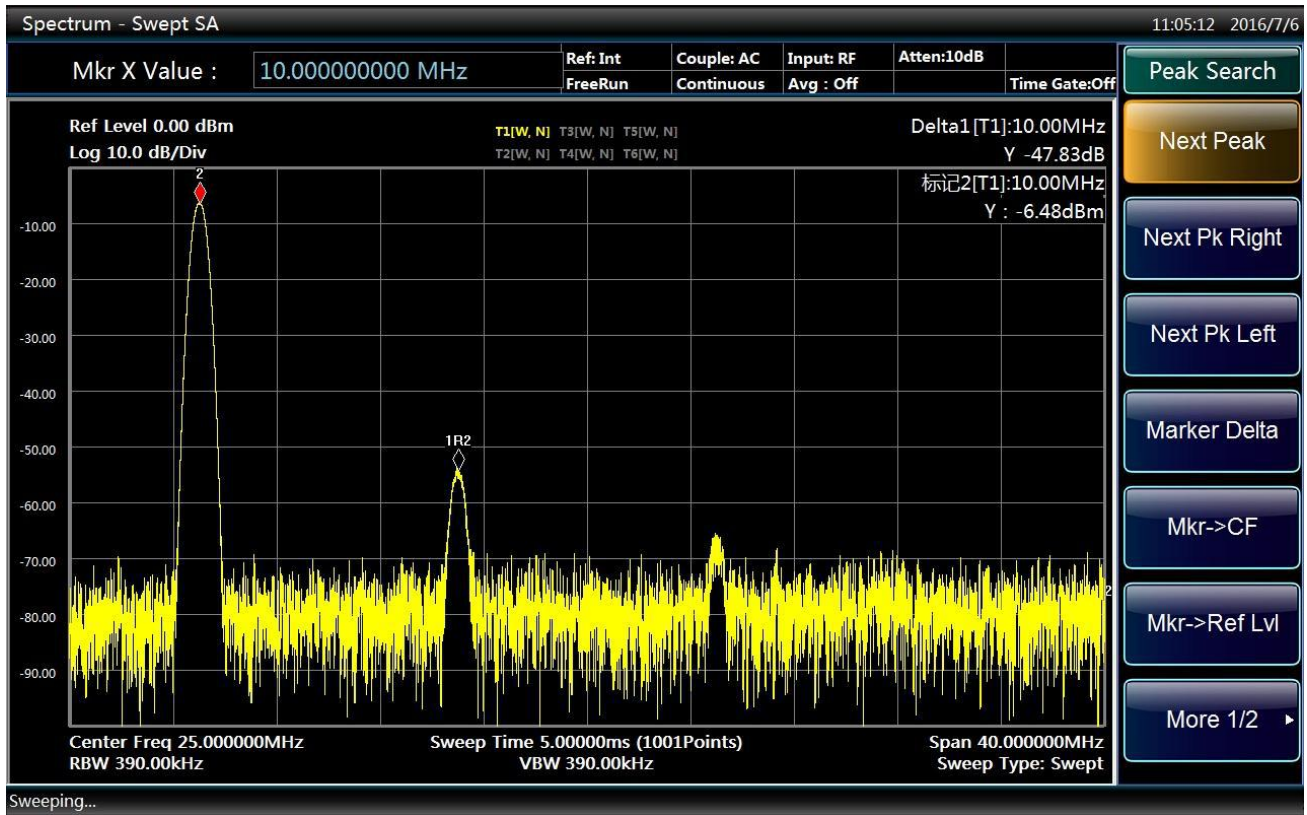 Spectrum - Swept SA
11:05:12 2016/7/6
Mkr X Value : 10.000000000 MHz
Ref: Int Couple: AC Input: RF Atten:10dB
FreeRun Continuous Avg : Off Time Gate:Off
Peak Search
Ref Level 0.00 dBm
Log 10.0 dB/Div
T1[W, N] T3[W, N] T5[W, N]
T2[W, N] T4[W, N] T6[W, N]
Delta1[T1]:10.00MHz
Y -47.83dB
标记2[T1]:10.00MHz
Y : -6.48dBm
2
1R2
2
-10.00
-20.00
-30.00
-40.00
-50.00
-60.00
-70.00
-80.00
-90.00
Center Freq 25.000000MHz
RBW 390.00kHz
Sweep Time 5.00000ms (1001Points)
VBW 390.00kHz
Span 40.000000MHz
Sweep Type: Swept
Next Peak
Next Pk Right
Next Pk Left
Marker Delta
Mkr->CF
Mkr->Ref Lvl
More 1/2
Sweeping...